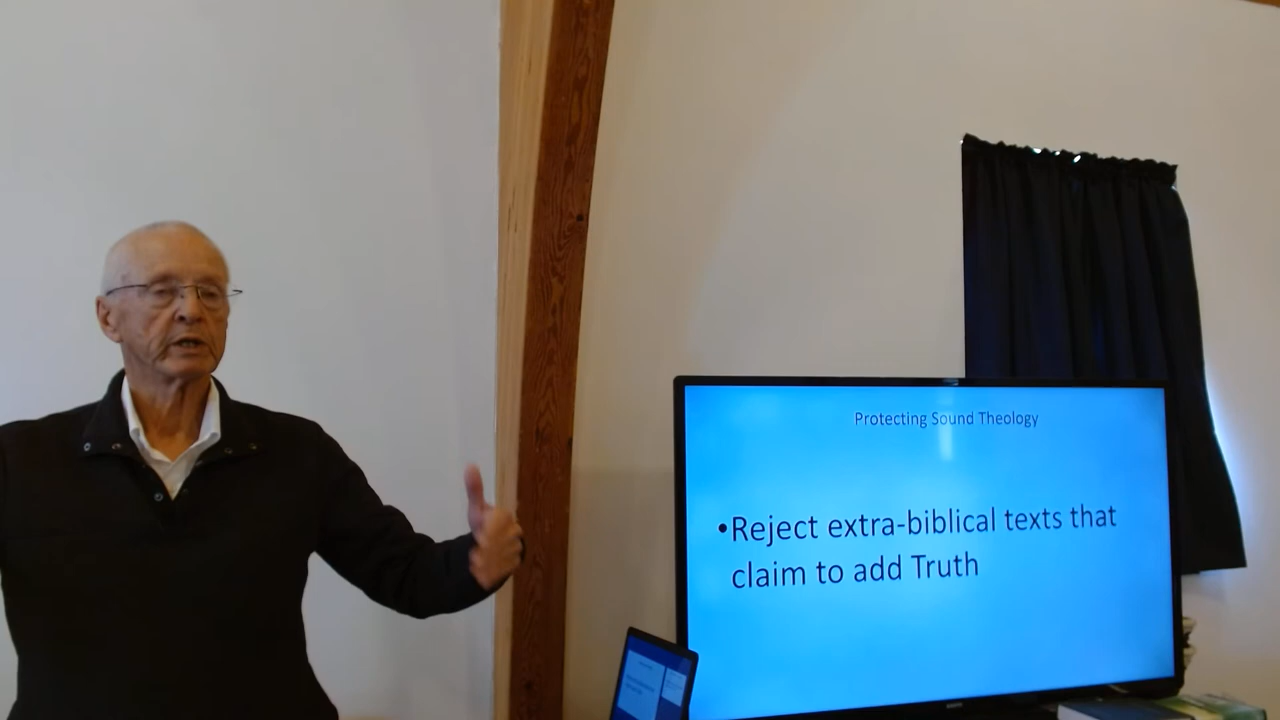 Protecting Sound Theology
•Reject extra-biblical texts that
claim to add Truth